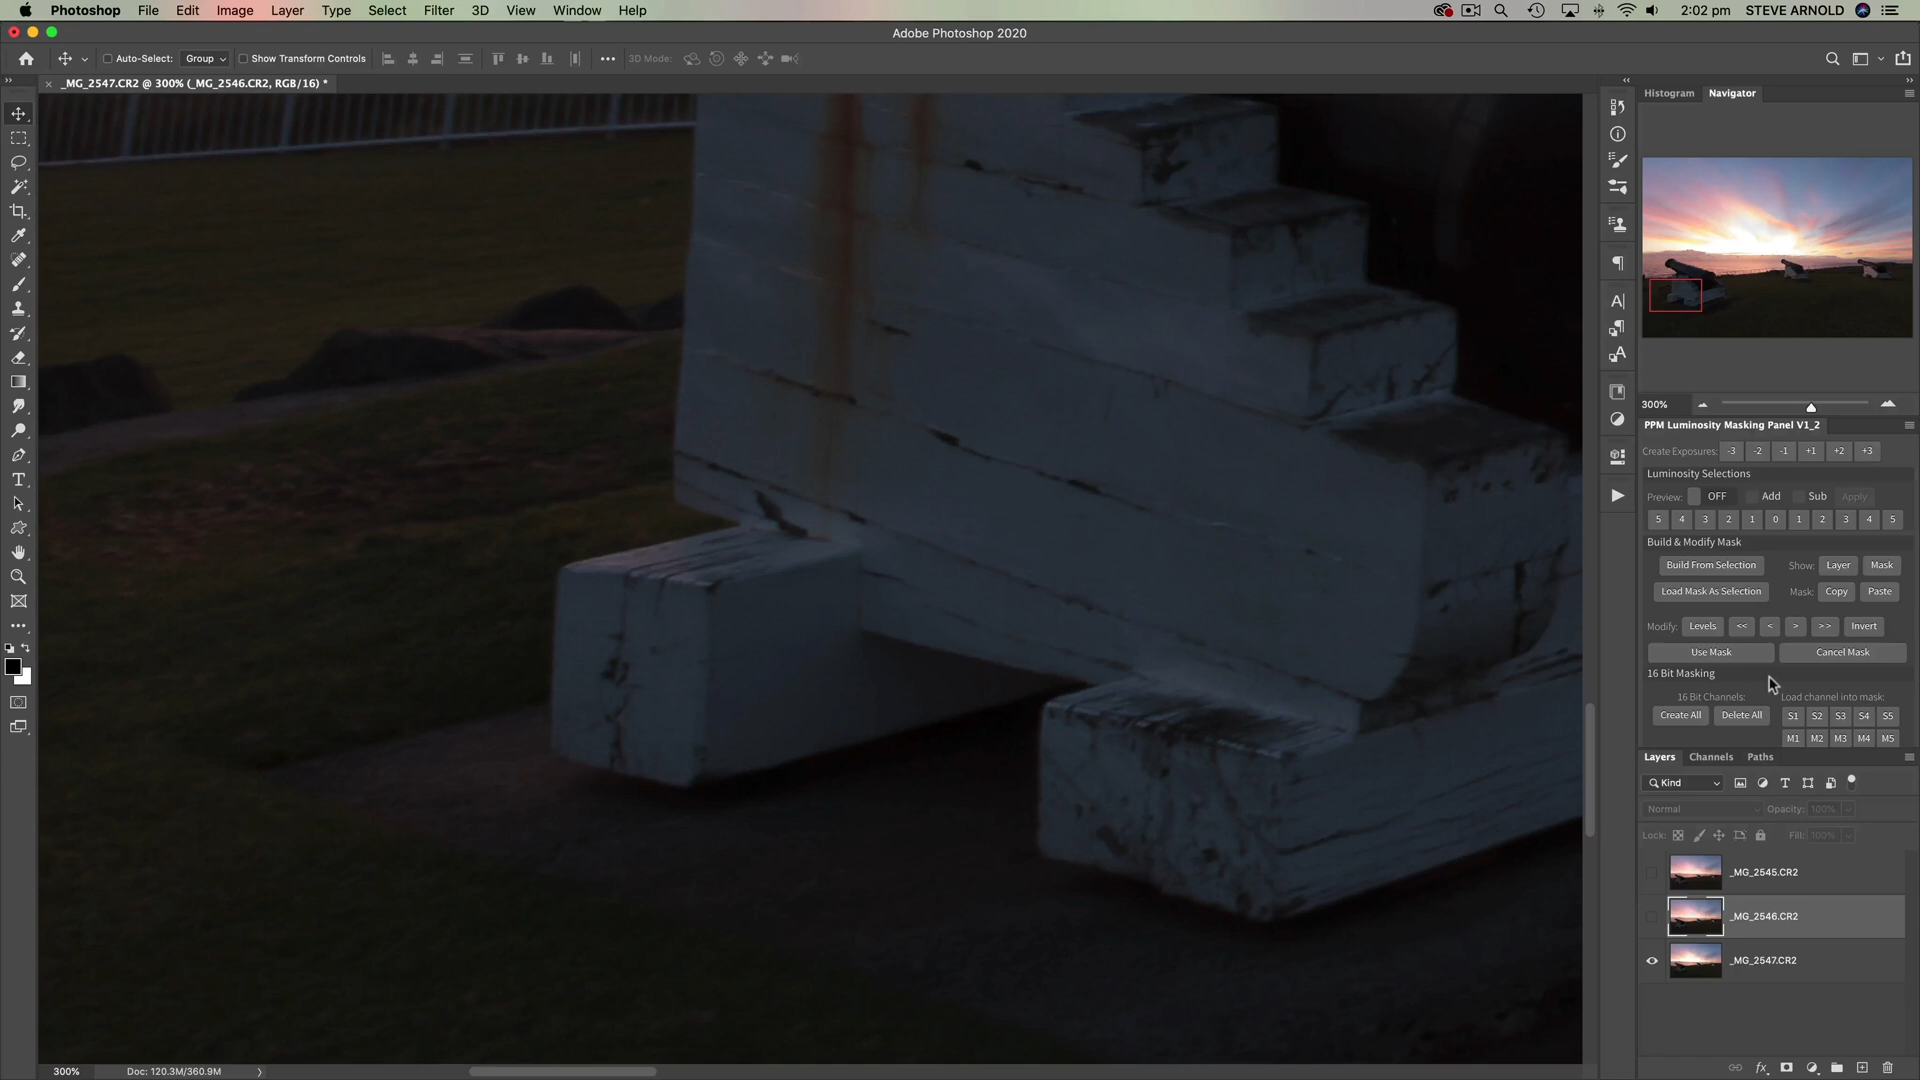 Photoshop File Edit Image Layer Type Select Filter 3D View Window Help 2:02 pm STEVE ARNOLD
Adobe Photoshop 2020
Auto-Select: Group Show Transform Controls 3D Mode:
_MG_2547.CR2 @ 300% (_MG_2546.CR2, RGB/16) *
Histogram Navigator
300%
PPM Luminosity Masking Panel V1_2
Create Exposures: -3 -2 -1 +1 +2 +3
Luminosity Selections
Preview: OFF Add Sub Apply
5 4 3 2 1 0 1 2 3 4 5
Build & Modify Mask
Build From Selection Show: Layer Mask
Load Mask As Selection Mask: Copy Paste
Modify: Levels << < > >> Invert
Use Mask Cancel Mask
16 Bit Masking
16 Bit Channels: Load channel into mask:
Create All Delete All S1 S2 S3 S4 S5
M1 M2 M3 M4 M5
Layers Channels Paths
Kind
Normal Opacity: 100%
Lock: Fill: 100%
_MG_2545.CR2
_MG_2546.CR2
_MG_2547.CR2
300% Doc: 120.3M/360.9M